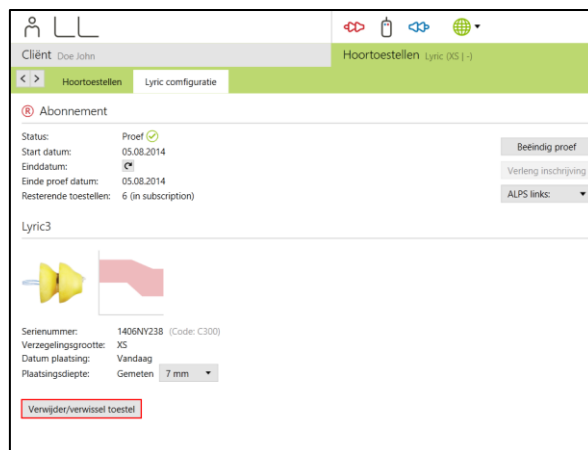 Cliënt Doe John
Hoortoestellen Lyric (XS | -)
< > Hoortoestellen Lyric comfiguratie
R Abonnement
Status: Proef
Start datum: 05.08.2014
Einddatum:
Einde proef datum: 05.08.2014
Resterende toestellen: 6 (in subscription)
Beëindig proef
Verleng inschrijving
ALPS links:
Lyric3
Serienummer: 1406NY238 (Code: C300)
Verzegelingsgrootte: XS
Datum plaatsing: Vandaag
Plaatsingsdiepte: Gemeten 7 mm
Verwijder/verwissel toestel